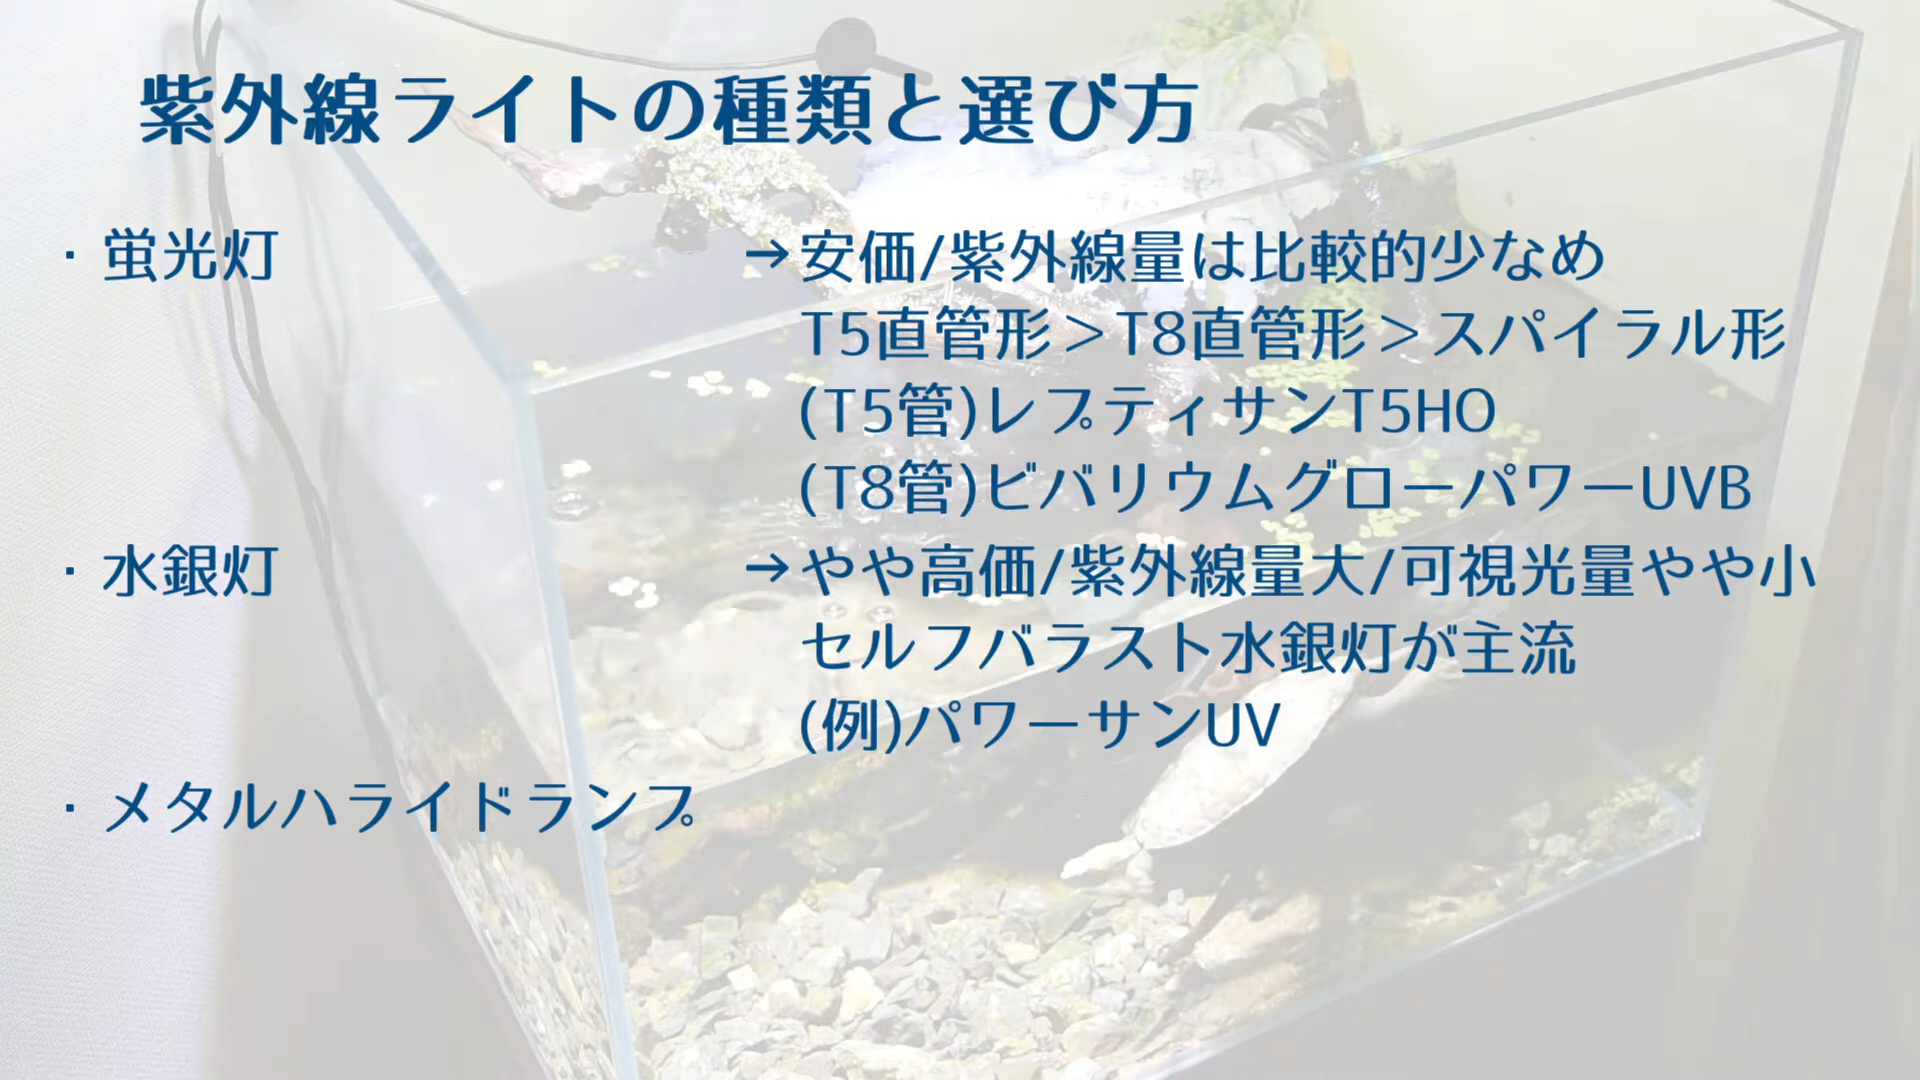 紫外線ライトの種類と選び方
・蛍光灯 →安価/紫外線量は比較的少なめ
T5直管形＞T8直管形＞スパイラル形
(T5管)レプティサンT5HO
(T8管)ビバリウムグローパワーUVB
・水銀灯 →やや高価/紫外線量大/可視光量やや小
セルフバラスト水銀灯が主流
(例)パワーサンUV
・メタルハライドランプ